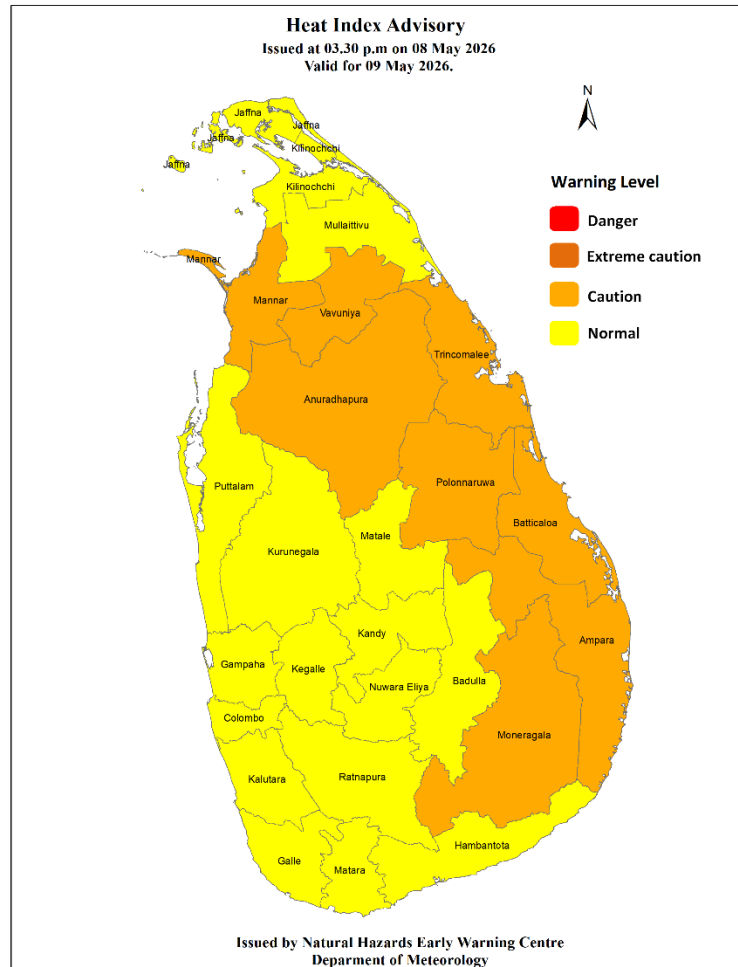 Heat Index Advisory
Issued at 03.30 p.m on 08 May 2026
Valid for 09 May 2026.
N
Warning Level
Danger
Extreme caution
Caution
Normal
Jaffna
Jaffna
Jaffna
Kilinochchi
Jaffna
Kilinochchi
Mullaittivu
Mannar
Mannar
Vavuniya
Trincomalee
Anuradhapura
Polonnaruwa
Puttalam
Batticaloa
Matale
Kurunegala
Kandy
Ampara
Gampaha
Kegalle
Nuwara Eliya
Badulla
Colombo
Moneragala
Kalutara
Ratnapura
Hambantota
Galle
Matara
Issued by Natural Hazards Early Warning Centre
Deparment of Meteorology